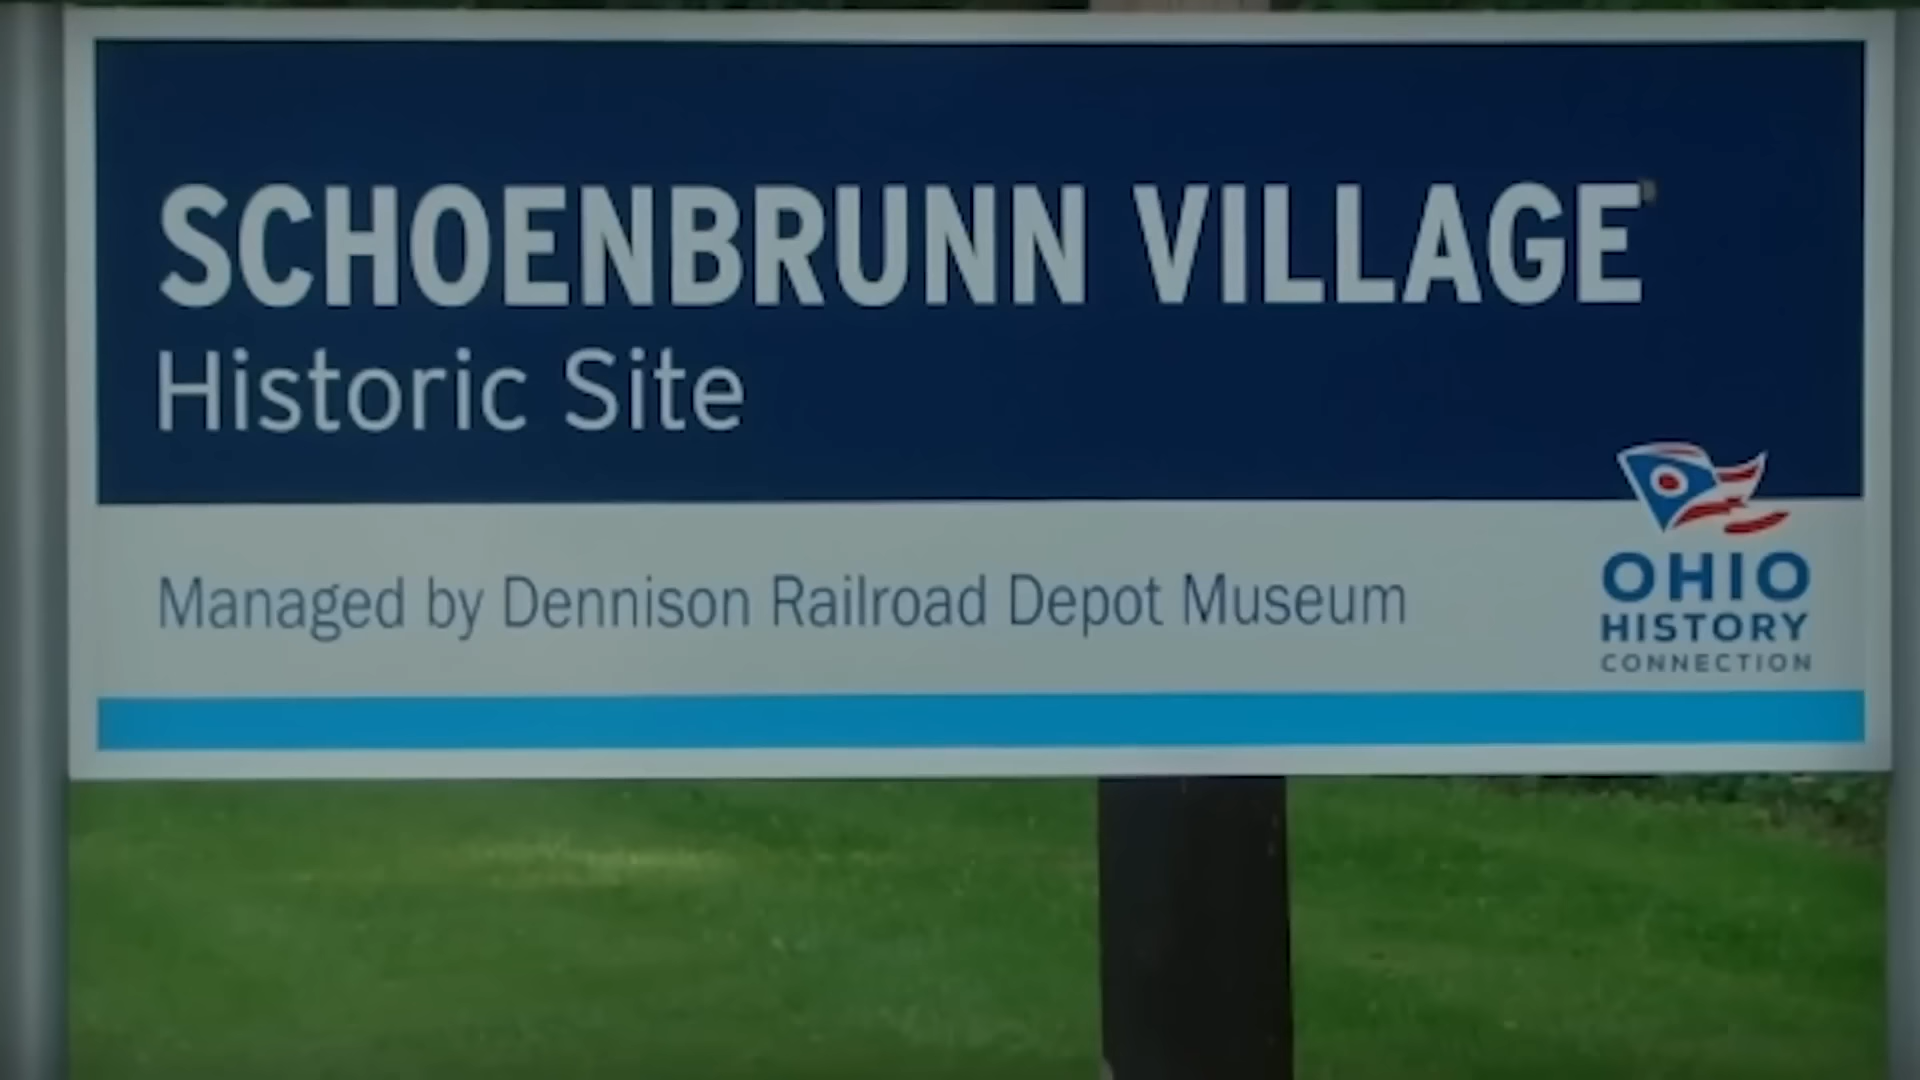 SCHOENBRUNN VILLAGE
Historic Site
Managed by Dennison Railroad Depot Museum
OHIO
HISTORY
CONNECTION